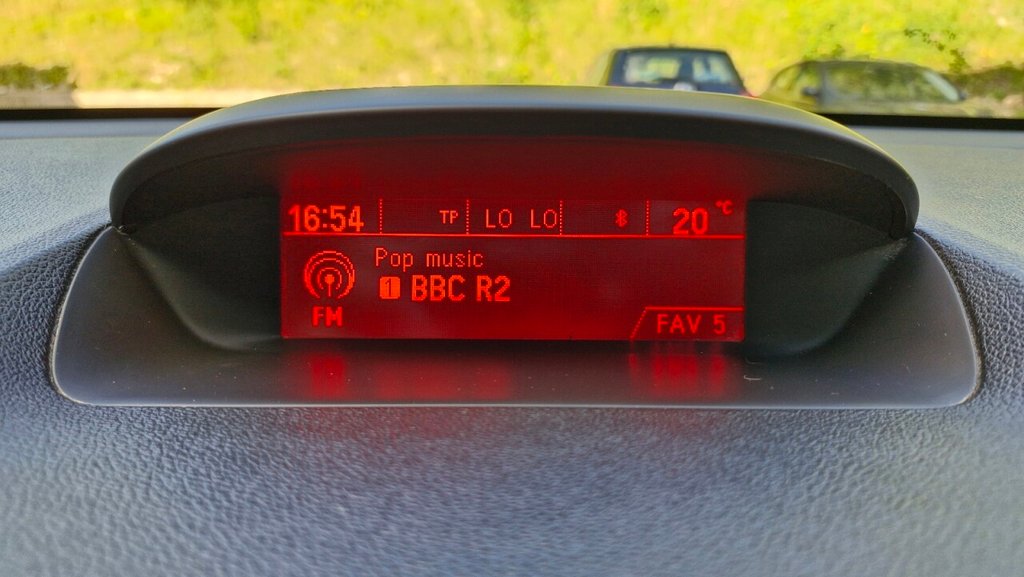 16:54 TP LO LO 20 °C
Pop music
1 BBC R2
FM
FAV 5